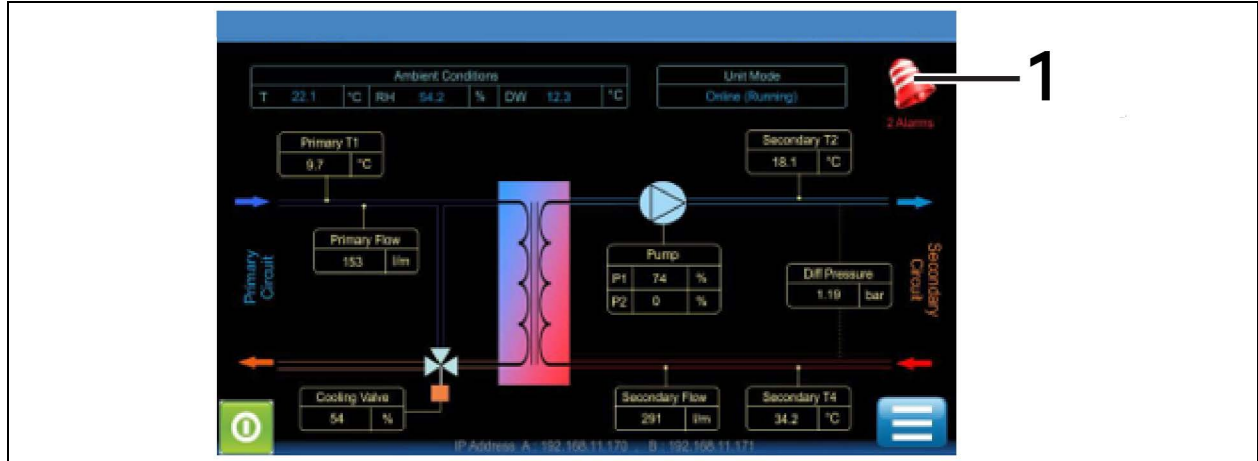 Ambient Conditions
T 22.1 °C RH 54.2 % DW 12.3 °C
Unit Mode
Online (Running)
1
2 Alarms
Primary T1
9.7 °C
Secondary T2
18.1 °C
Primary Flow
153 l/m
Primary
Circuit
Pump
P1 74 %
P2 0 %
Diff Pressure
1.19 bar
Secondary
Circuit
Cooling Valve
54 %
Secondary Flow
291 l/m
Secondary T4
34.2 °C
IP Address A : 192.168.11.170 , B : 192.168.11.171